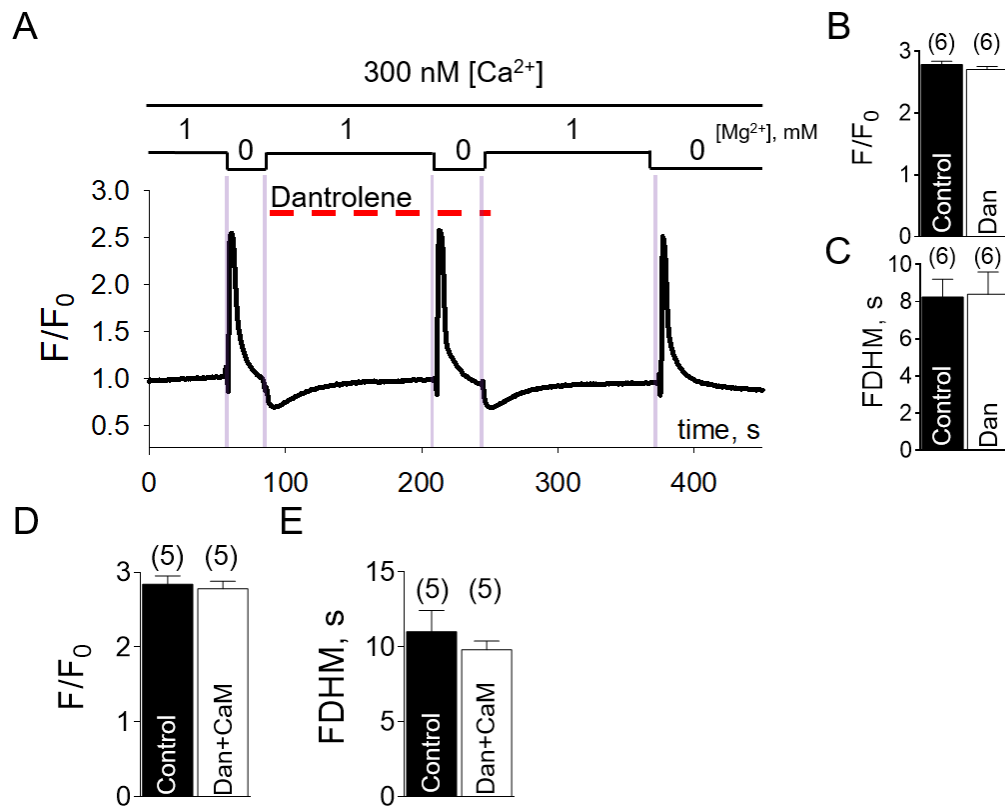 A
300 nM [Ca²⁺]
1 0 1 0 1 0 [Mg²⁺], mM
Dantrolene
3.0
2.5
2.0
1.5
1.0
0.5
F/F₀
time, s
0 100 200 300 400
B
(6) (6)
3
2
1
0
F/F₀
Control
Dan
C
(6) (6)
10
8
6
4
2
0
FDHM, s
Control
Dan
D
(5) (5)
3
2
1
0
F/F₀
Control
Dan+CaM
E
(5) (5)
15
10
5
0
FDHM, s
Control
Dan+CaM